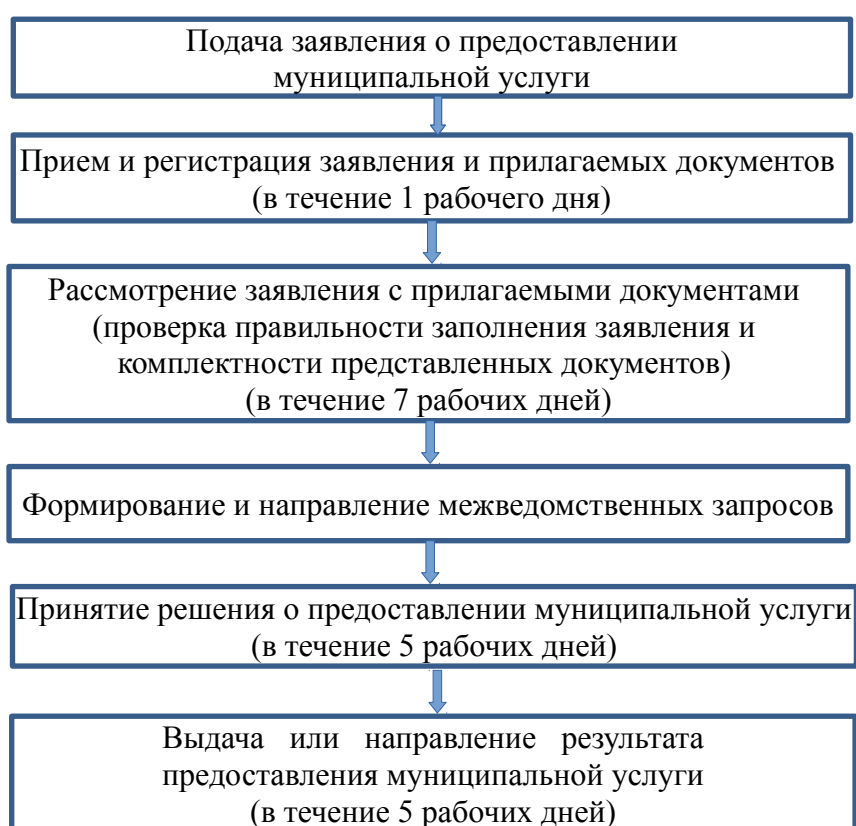 Подача заявления о предоставлении
муниципальной услуги
Прием и регистрация заявления и прилагаемых документов
(в течение 1 рабочего дня)
Рассмотрение заявления с прилагаемыми документами
(проверка правильности заполнения заявления и
комплектности представленных документов)
(в течение 7 рабочих дней)
Формирование и направление межведомственных запросов
Принятие решения о предоставлении муниципальной услуги
(в течение 5 рабочих дней)
Выдача или направление результата
предоставления муниципальной услуги
(в течение 5 рабочих дней)